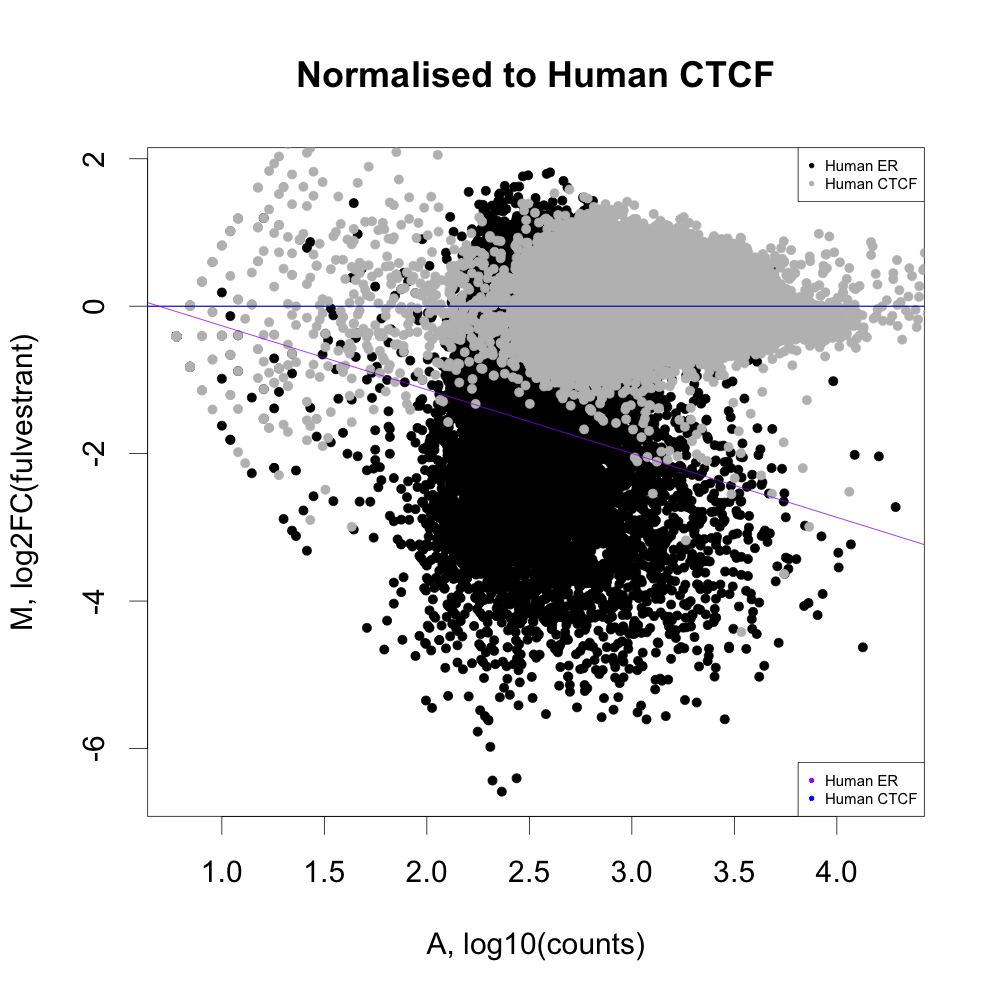 Normalised to Human CTCF
M, log2FC(fulvestrant)
2
0
-2
-4
-6
Human ER
Human CTCF
Human ER
Human CTCF
1.0 1.5 2.0 2.5 3.0 3.5 4.0
A, log10(counts)